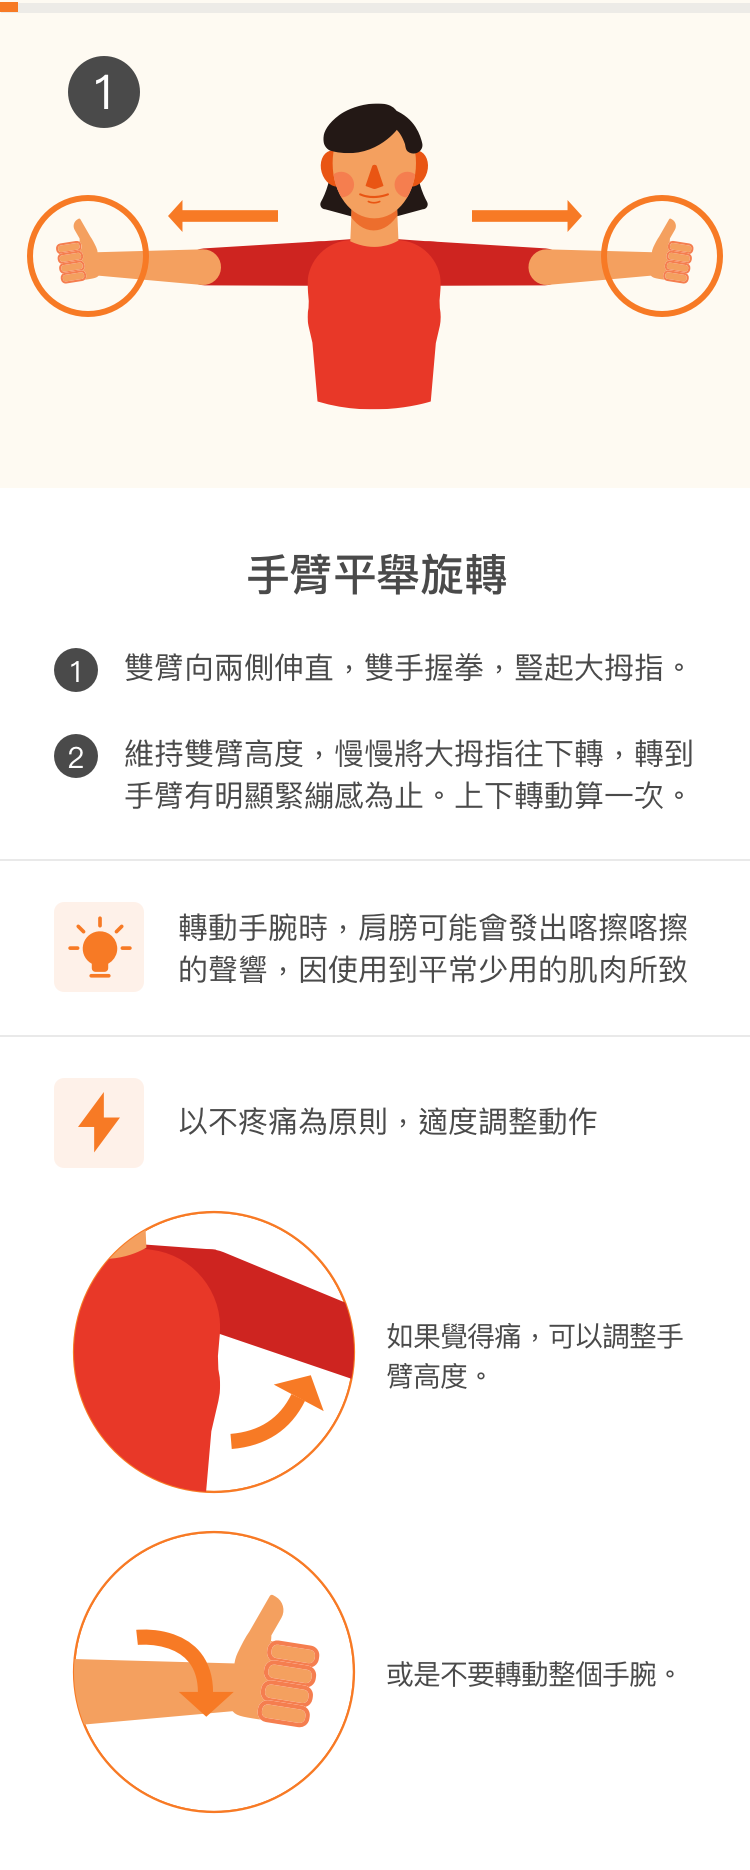 1
手臂平舉旋轉
1 雙臂向兩側伸直，雙手握拳，豎起大拇指。
2 維持雙臂高度，慢慢將大拇指往下轉，轉到
手臂有明顯緊繃感為止。上下轉動算一次。
轉動手腕時，肩膀可能會發出喀擦喀擦
的聲響，因使用到平常少用的肌肉所致
以不疼痛為原則，適度調整動作
如果覺得痛，可以調整手
臂高度。
或是不要轉動整個手腕。